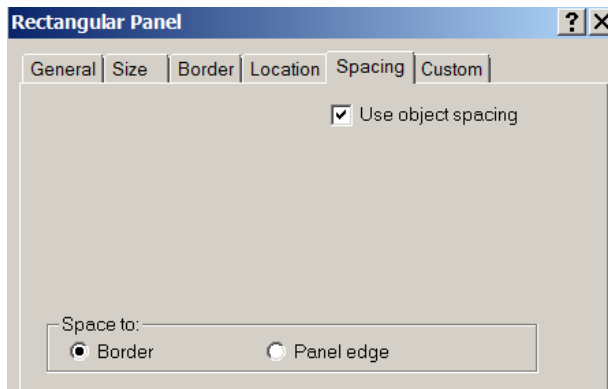 Rectangular Panel
General Size Border Location Spacing Custom
Use object spacing
Space to:
Border Panel edge